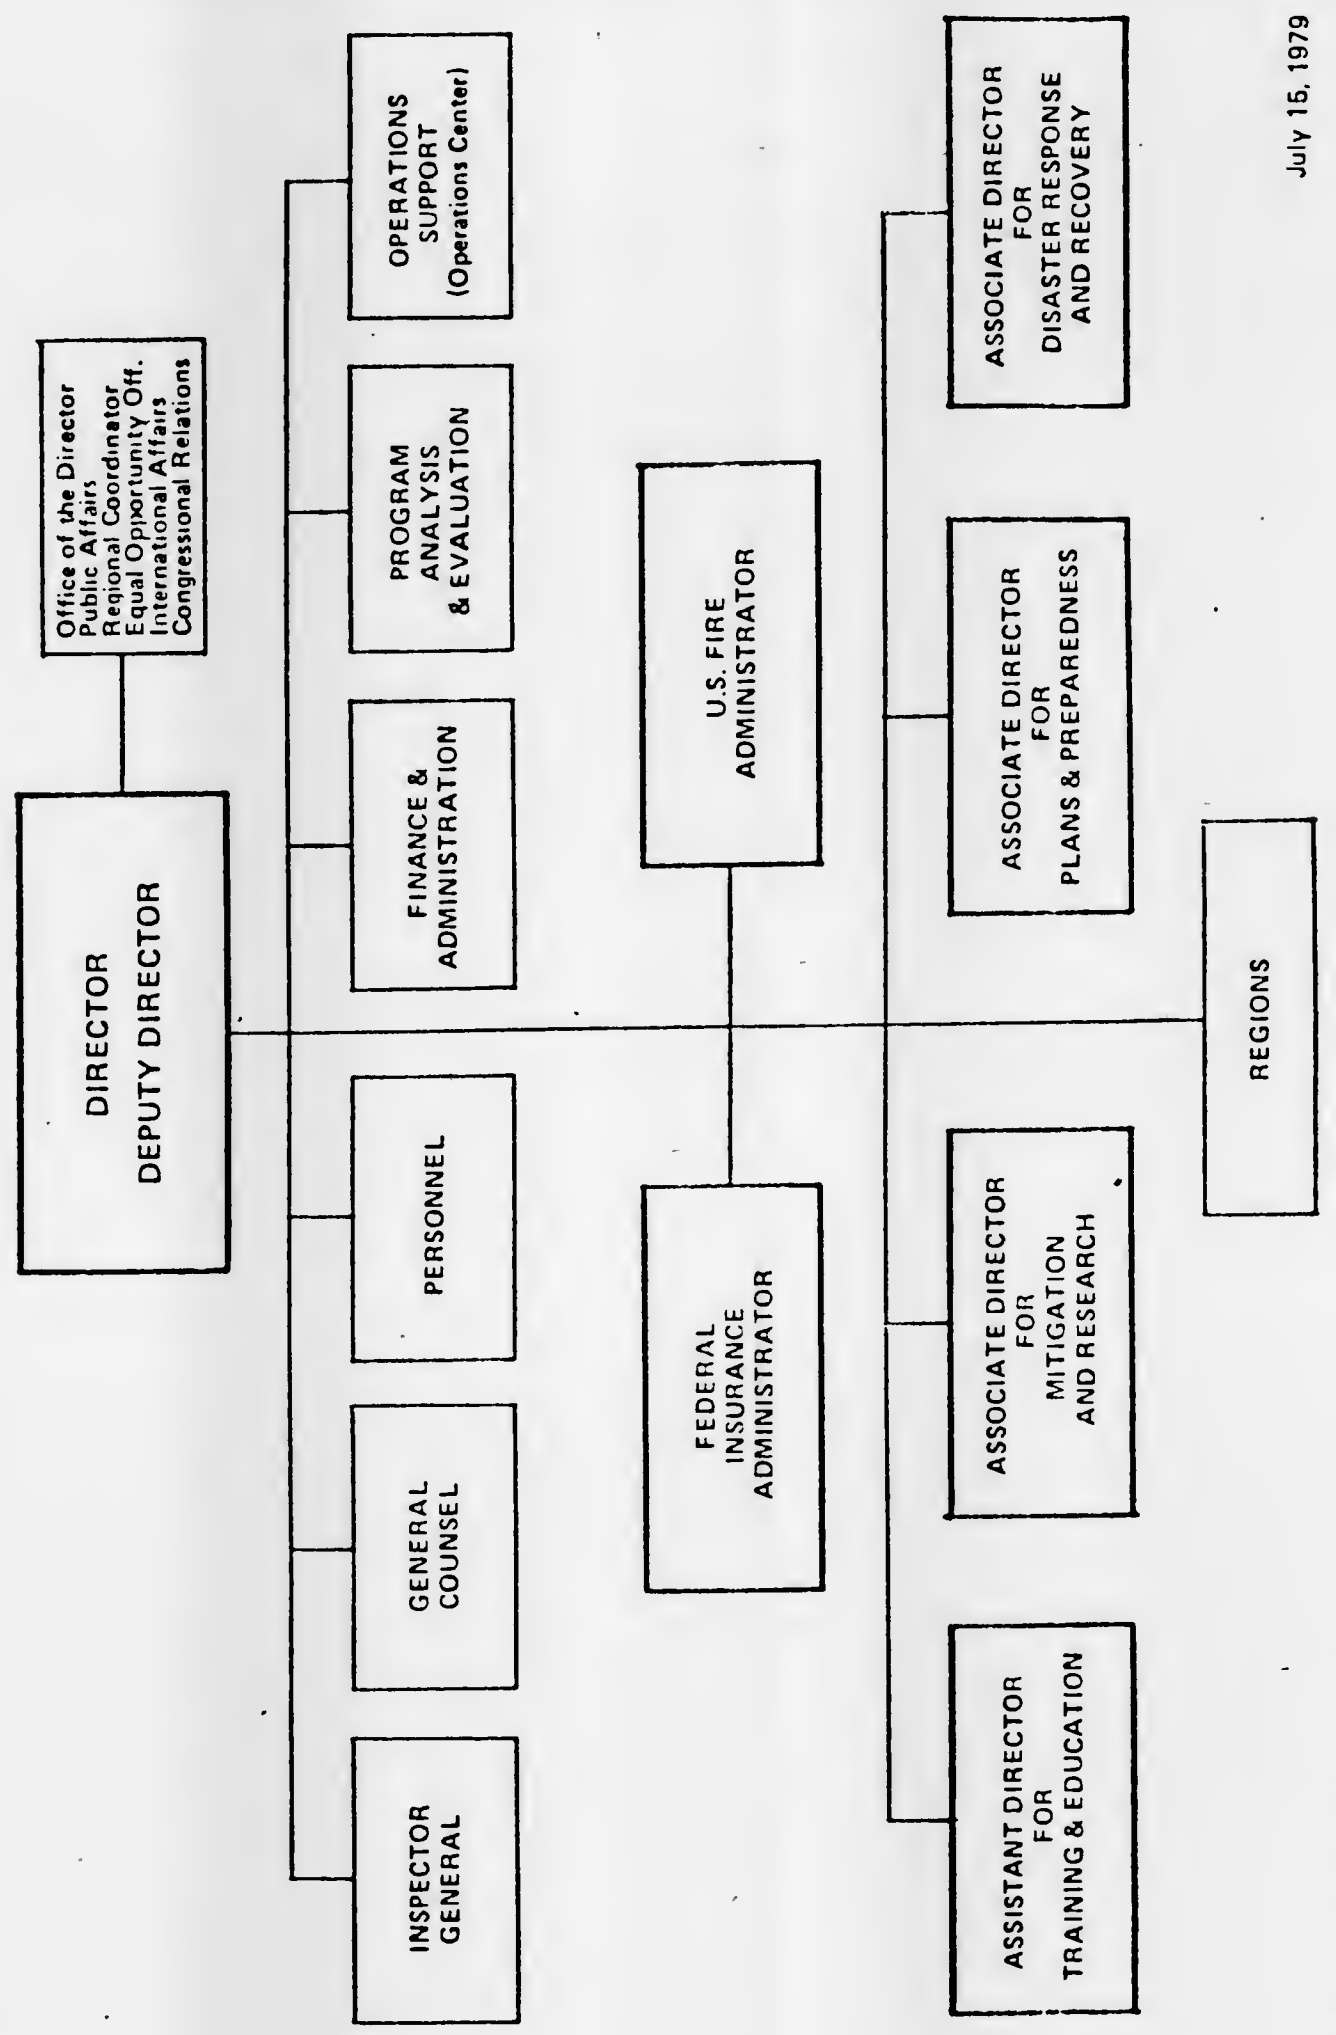 DIRECTOR
DEPUTY DIRECTOR
Office of the Director
Public Affairs
Regional Coordinator
Equal Opportunity Off.
International Affairs
Congressional Relations
INSPECTOR
GENERAL
GENERAL
COUNSEL
PERSONNEL
FINANCE &
ADMINISTRATION
PROGRAM
ANALYSIS
& EVALUATION
OPERATIONS
SUPPORT
(Operations Center)
FEDERAL
INSURANCE
ADMINISTRATOR
U.S. FIRE
ADMINISTRATOR
ASSISTANT DIRECTOR
FOR
TRAINING & EDUCATION
ASSOCIATE DIRECTOR
FOR
MITIGATION
AND RESEARCH
ASSOCIATE DIRECTOR
FOR
PLANS & PREPAREDNESS
ASSOCIATE DIRECTOR
FOR
DISASTER RESPONSE
AND RECOVERY
REGIONS
July 15, 1979